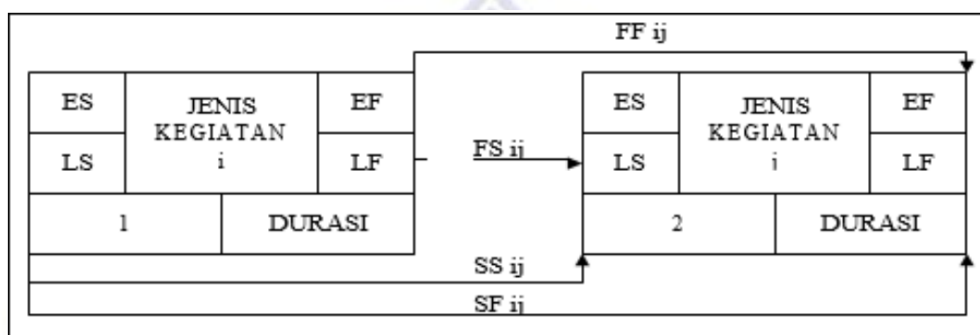 FF ij
ES JENIS KEGIATAN i EF
LS LF
1 DURASI
FS ij
ES JENIS KEGIATAN i EF
LS LF
2 DURASI
SS ij
SF ij